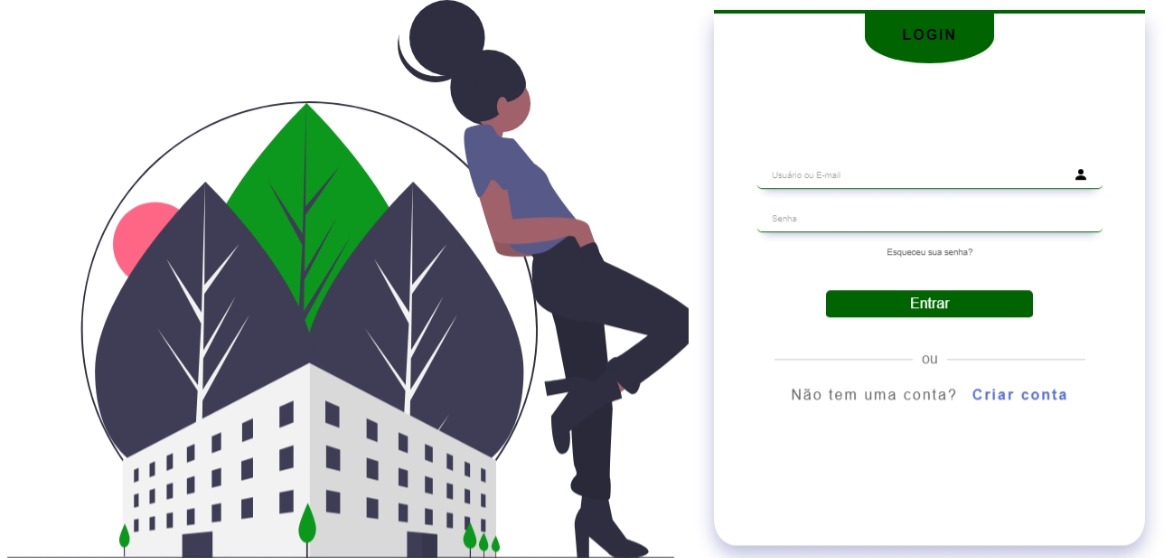 LOGIN
Usuário ou E-mail
Senha
Esqueceu sua senha?
Entrar
ou
Não tem uma conta? Criar conta